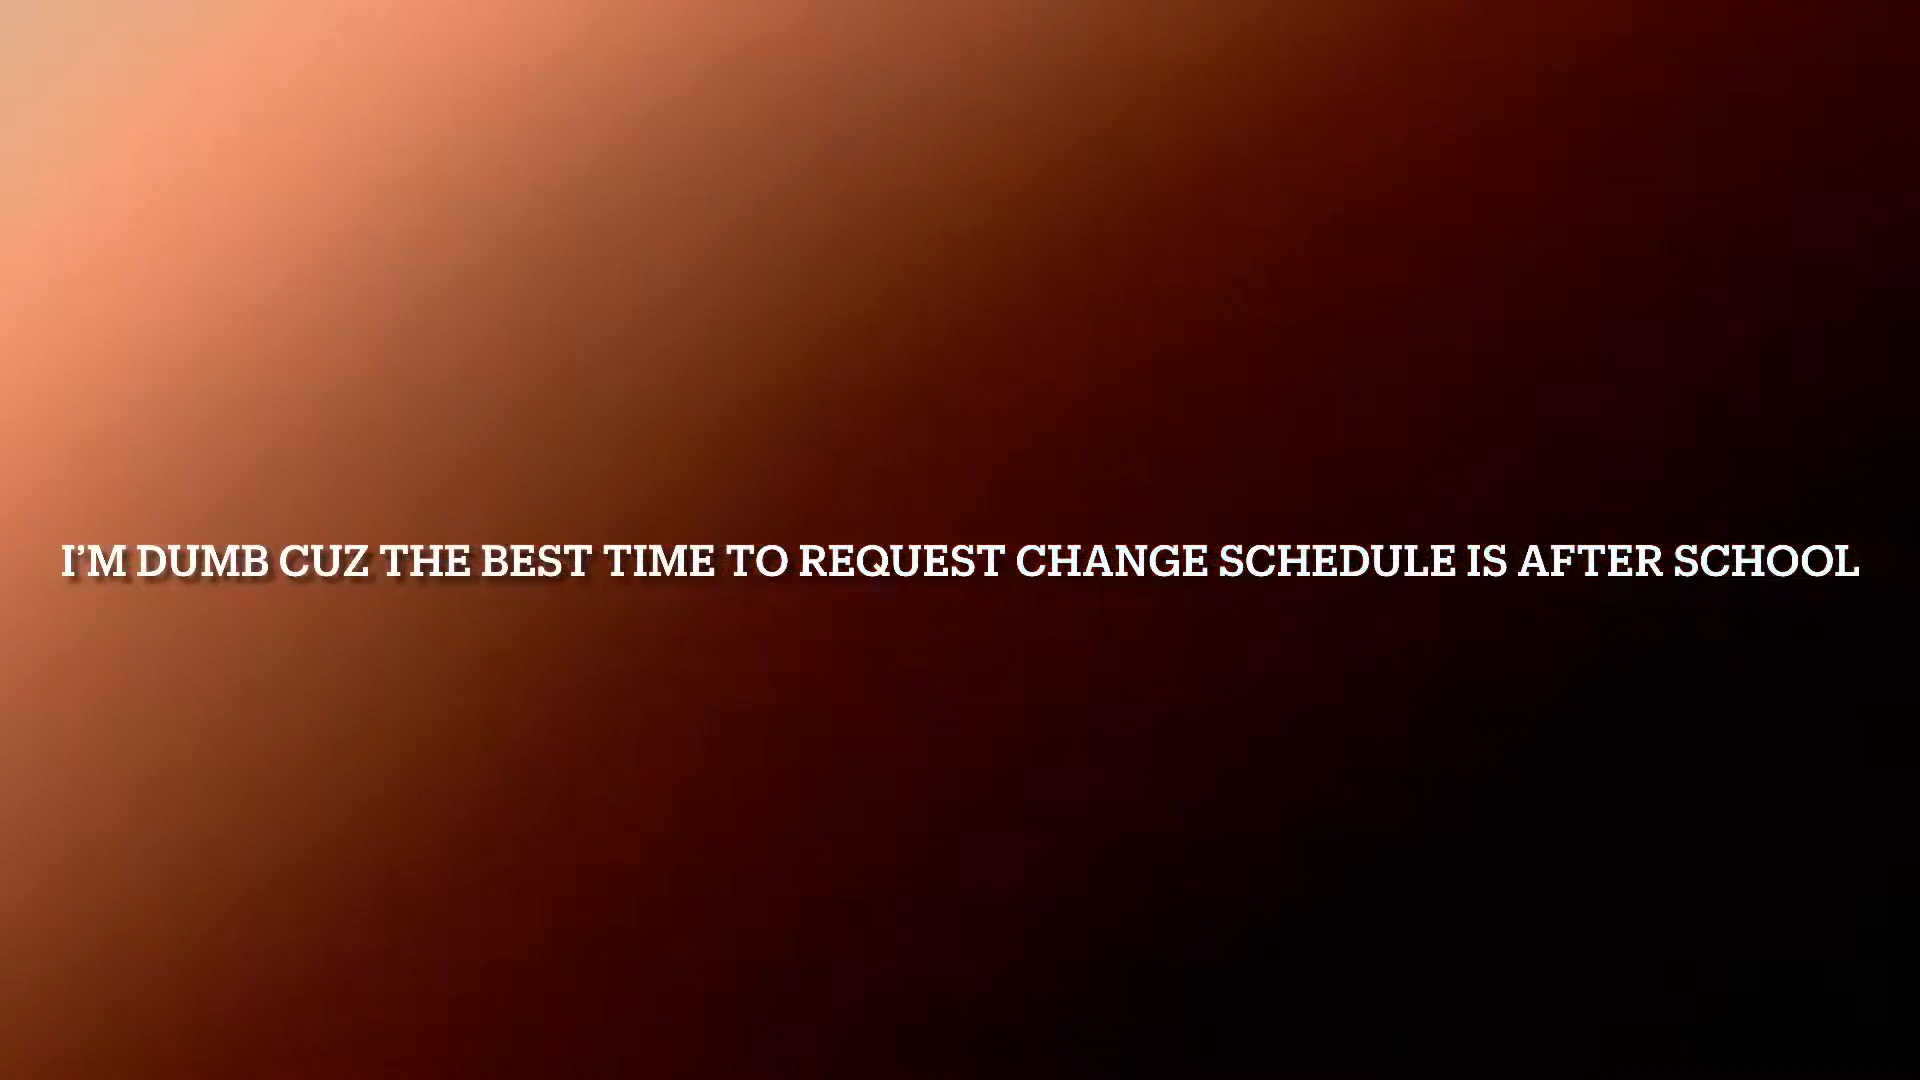 I’M DUMB CUZ THE BEST TIME TO REQUEST CHANGE SCHEDULE IS AFTER SCHOOL